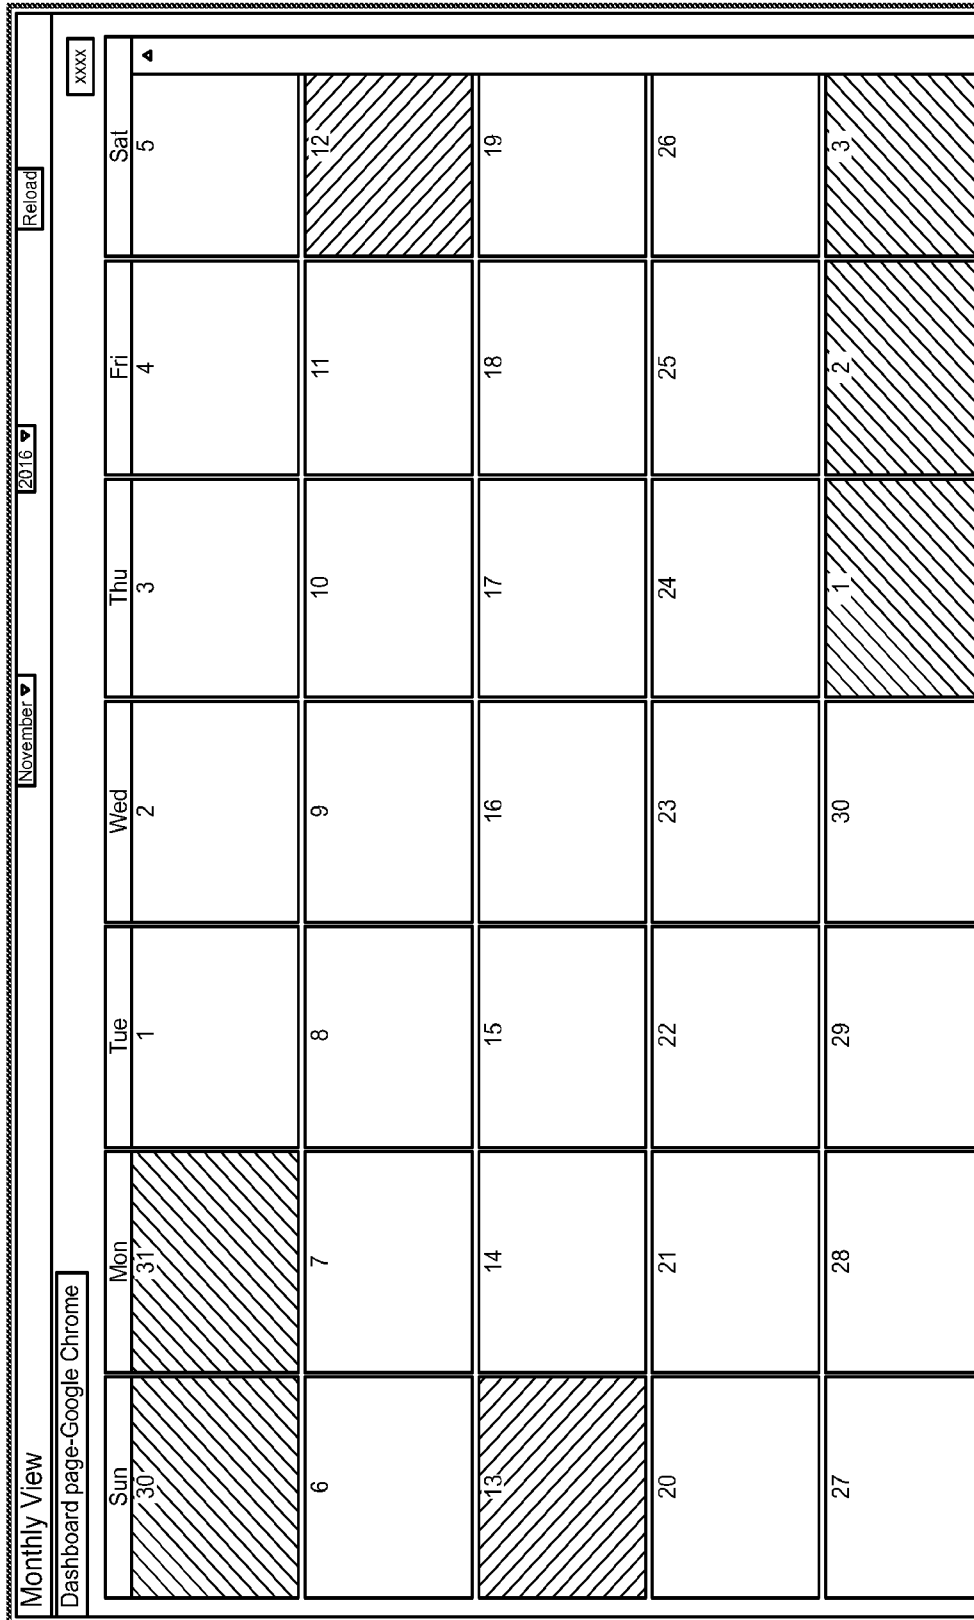 Monthly View
November 2016 Reload
Dashboard page-Google Chrome
xxxx
Sun Mon Tue Wed Thu Fri Sat
30 31 1 2 3 4 5
6 7 8 9 10 11 12
13 14 15 16 17 18 19
20 21 22 23 24 25 26
27 28 29 30 1 2 3